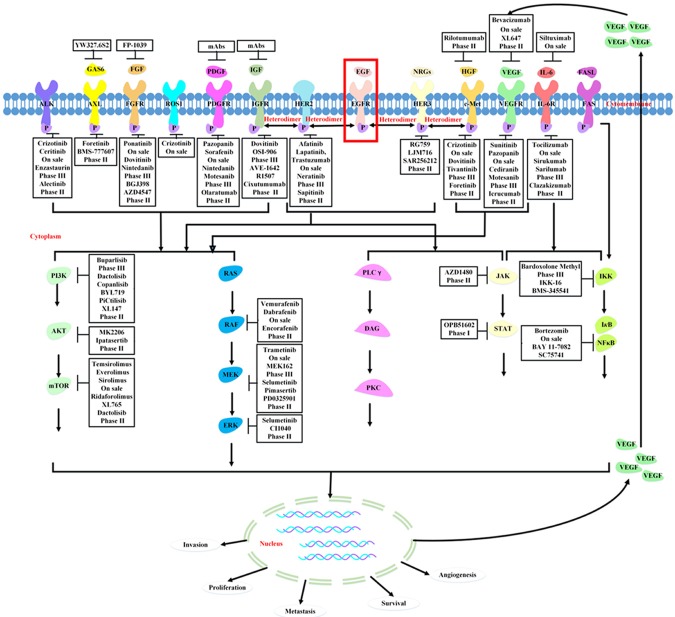 Bevacizumab
On sale
XL647
Phase II
VEGF
VEGF
VEGF
VEGF
YW327.6S2
FP-1039
mAbs
mAbs
Rilotumumab
Phase II
Siltuximab
On sale
GAS6
FGF
PDGF
IGF
EGF
NRGs
HGF
VEGF
IL-6
FASL
ALK
AXL
FGFR
ROS1
PDGFR
IGFR
HER2
EGFR
HER3
c-Met
VEGFR
IL-6R
FAS
Cytomembrane
Heterodimer
Heterodimer
Heterodimer
Heterodimer
P
P
P
P
P
P
P
P
P
P
P
P
P
Crizotinib
Ceritinib
On sale
Enzastaurin
Phase III
Alectinib
Phase II
Foretinib
BMS-777607
Phase II
Ponatinib
On sale
Dovitinib
Nintedanib
Phase III
BGJ398
AZD4547
Phase II
Crizotinib
On sale
Pazopanib
Sorafenib
On sale
Nintedanib
Motesanib
Phase III
Olaratumab
Phase II
Dovitinib
OSI-906
Phase III
AVE-1642
R1507
Cixutumumab
Phase II
Afatinib
Lapatinib,
Trastuzumab
On sale
Neratinib
Phase III
Sapitinib
Phase II
RG759
LJM716
SAR256212
Phase II
Crizotinib
On sale
Dovitinib
Tivantinib
Phase III
Foretinib
Phase II
Sunitinib
Pazopanib
On sale
Cediranib
Motesanib
Phase III
Icrucumab
Phase II
Tocilizumab
On sale
Sirukumab
Sarilumab
Phase III
Clazakizumab
Phase II
Cytoplasm
PI3K
Buparlisib
Phase III
Dactolisib
Copanlisib
BYL719
PiCtilisib
XL147
Phase II
RAS
PLC γ
AZD1480
Phase II
JAK
Bardoxolone Methyl
Phase III
IKK-16
BMS-345541
IKK
AKT
MK2206
Ipatasertib
Phase II
RAF
Vemurafenib
Dabrafenib
On sale
Encorafenib
Phase II
DAG
OPB51602
Phase I
STAT
Bortezomib
On sale
BAY 11-7082
SC75741
IκB
NFκB
mTOR
Temsirolimus
Everolimus
Sirolimus
On sale
Ridaforolimus
XL765
Dactolisib
Phase II
MEK
Trametinib
On sale
MEK162
Phase III
Selumetinib
Pimasertib
PD0325901
Phase II
PKC
ERK
Selumetinib
CI1040
Phase II
VEGF
VEGF
VEGF
VEGF
Nucleus
Invasion
Proliferation
Metastasis
Survival
Angiogenesis